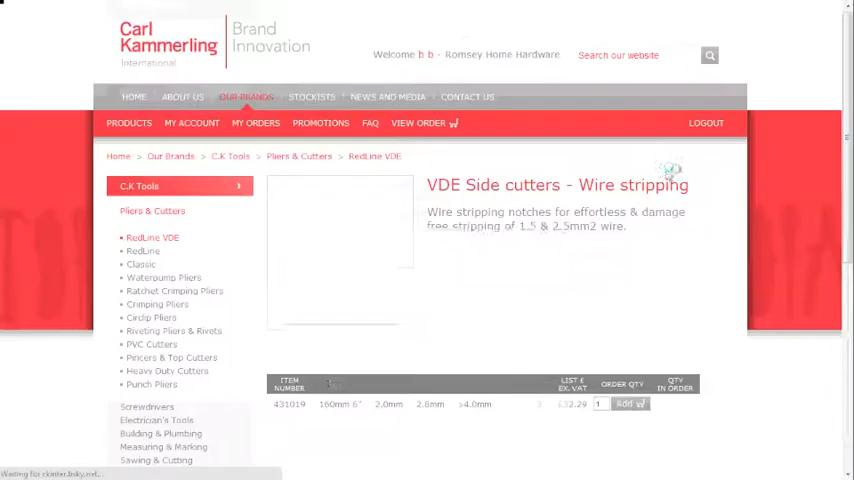 Carl
Kammerling
International
Brand
Innovation
Welcome b b - Romsey Home Hardware
Search our website
HOME ABOUT US OUR BRANDS STOCKISTS NEWS AND MEDIA CONTACT US
PRODUCTS MY ACCOUNT MY ORDERS PROMOTIONS FAQ VIEW ORDER LOGOUT
Home > Our Brands > C.K Tools > Pliers & Cutters > RedLine VDE
C.K Tools
Pliers & Cutters
RedLine VDE
RedLine
Classic
Waterpump Pliers
Ratchet Crimping Pliers
Crimping Pliers
Circlip Pliers
Riveting Pliers & Rivets
PVC Cutters
Pincers & Top Cutters
Heavy Duty Cutters
Punch Pliers
Screwdrivers
Electrician's Tools
Building & Plumbing
Measuring & Marking
Sawing & Cutting
VDE Side cutters - Wire stripping
Wire stripping notches for effortless & damage
free stripping of 1.5 & 2.5mm2 wire.
ITEM NUMBER LIST £ EX. VAT ORDER QTY QTY IN ORDER
431019 160mm 6" 2.0mm 2.8mm >4.0mm 3 £32.29 1 Add